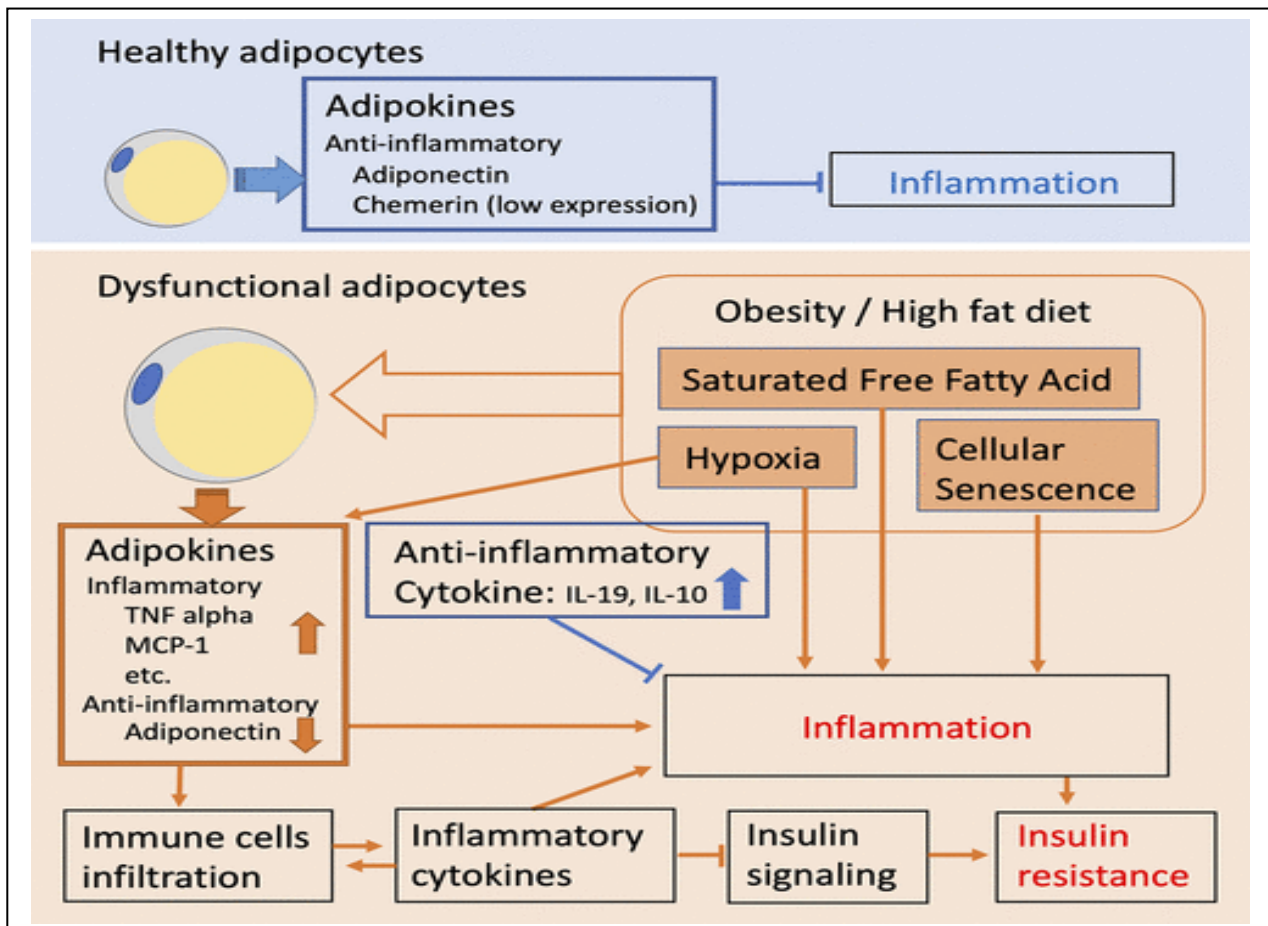 Healthy adipocytes
Adipokines
Anti-inflammatory
Adiponectin
Chemerin (low expression)
Inflammation
Dysfunctional adipocytes
Obesity / High fat diet
Saturated Free Fatty Acid
Hypoxia
Cellular
Senescence
Adipokines
Inflammatory
TNF alpha
MCP-1
etc.
Anti-inflammatory
Adiponectin
Anti-inflammatory
Cytokine: IL-19, IL-10
Inflammation
Immune cells
infiltration
Inflammatory
cytokines
Insulin
signaling
Insulin
resistance